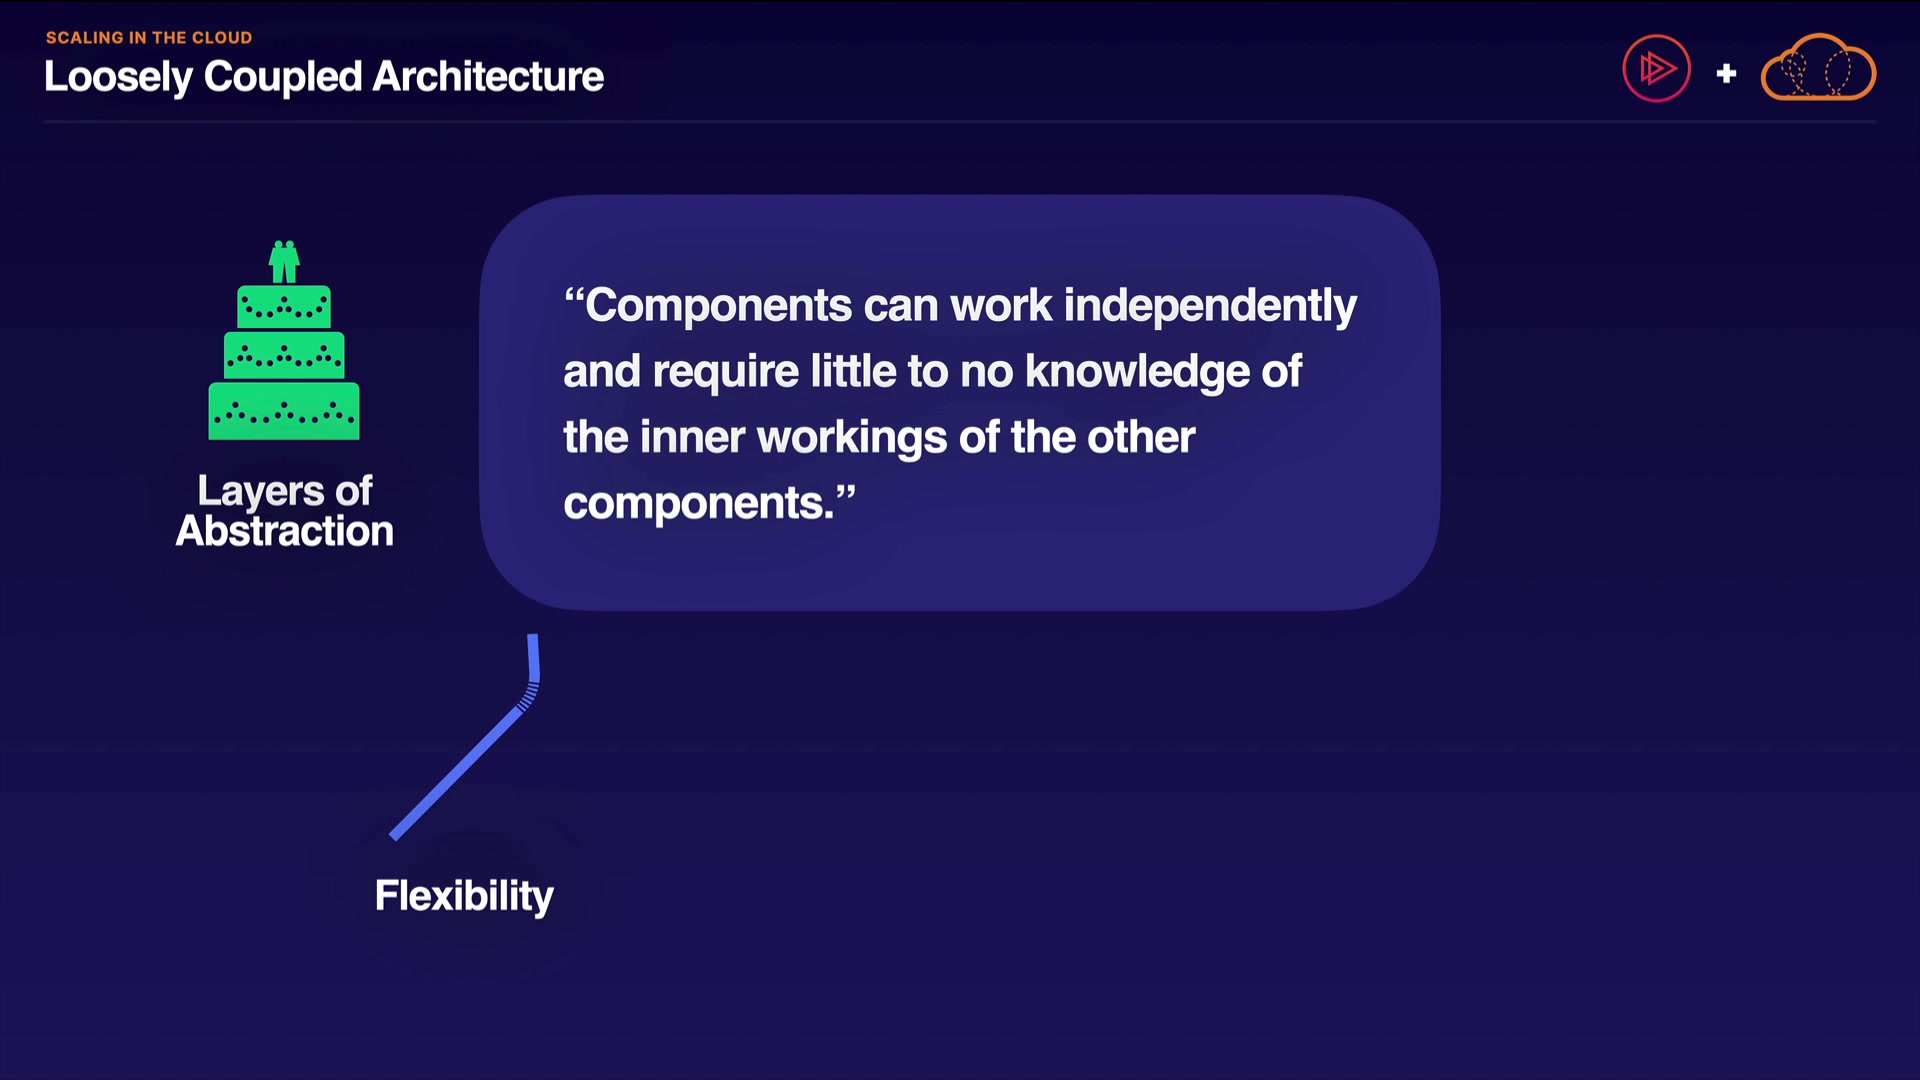 SCALING IN THE CLOUD
Loosely Coupled Architecture
“Components can work independently
and require little to no knowledge of
the inner workings of the other
components.”
Layers of
Abstraction
Flexibility